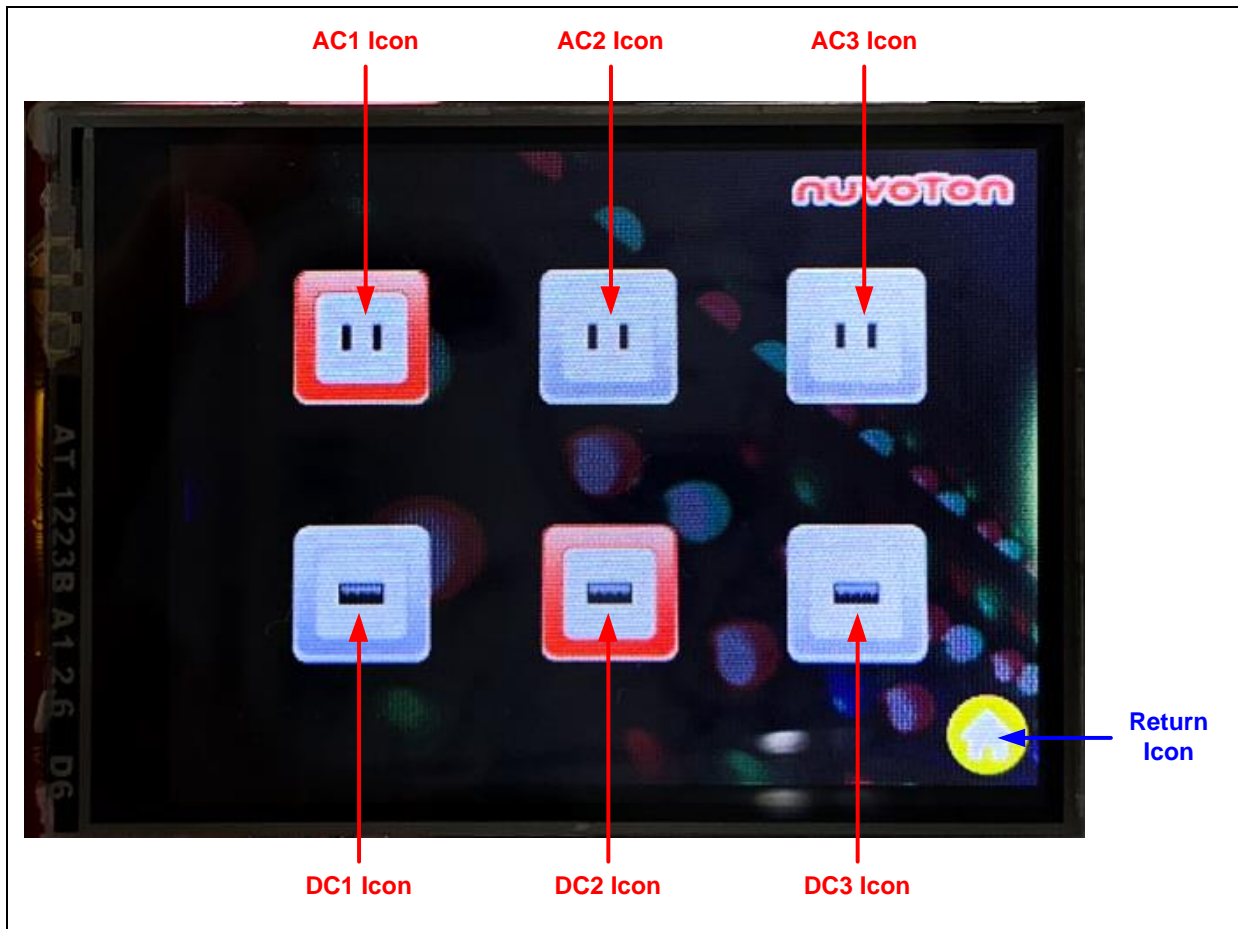 AC1 Icon
AC2 Icon
AC3 Icon
nuvoTon
AT 1223B A1 2.6 D6
Return
Icon
DC1 Icon
DC2 Icon
DC3 Icon